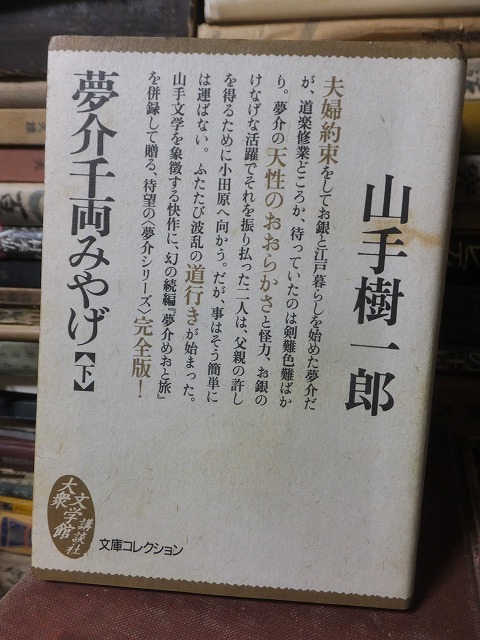 山手樹一郎
夫婦約束をしてお銀と江戸暮らしを始めた夢介だ
が、道楽修業どころか、待っていたのは剣難色難ばか
り。夢介の天性のおおらかさと怪力、お銀の
けなげな活躍でそれを振り払った二人は、父親の許し
を得るために小田原へ向かう。だが、事はそう簡単に
は運ばない。ふたたび波乱の道行きが始まった。
山手文学を象徴する快作に、幻の続編『夢介めおと旅』
を併録して贈る、待望の〈夢介シリーズ〉完全版！
夢介千両みやげ【下】
講談社
文学館
大衆
文庫コレクション